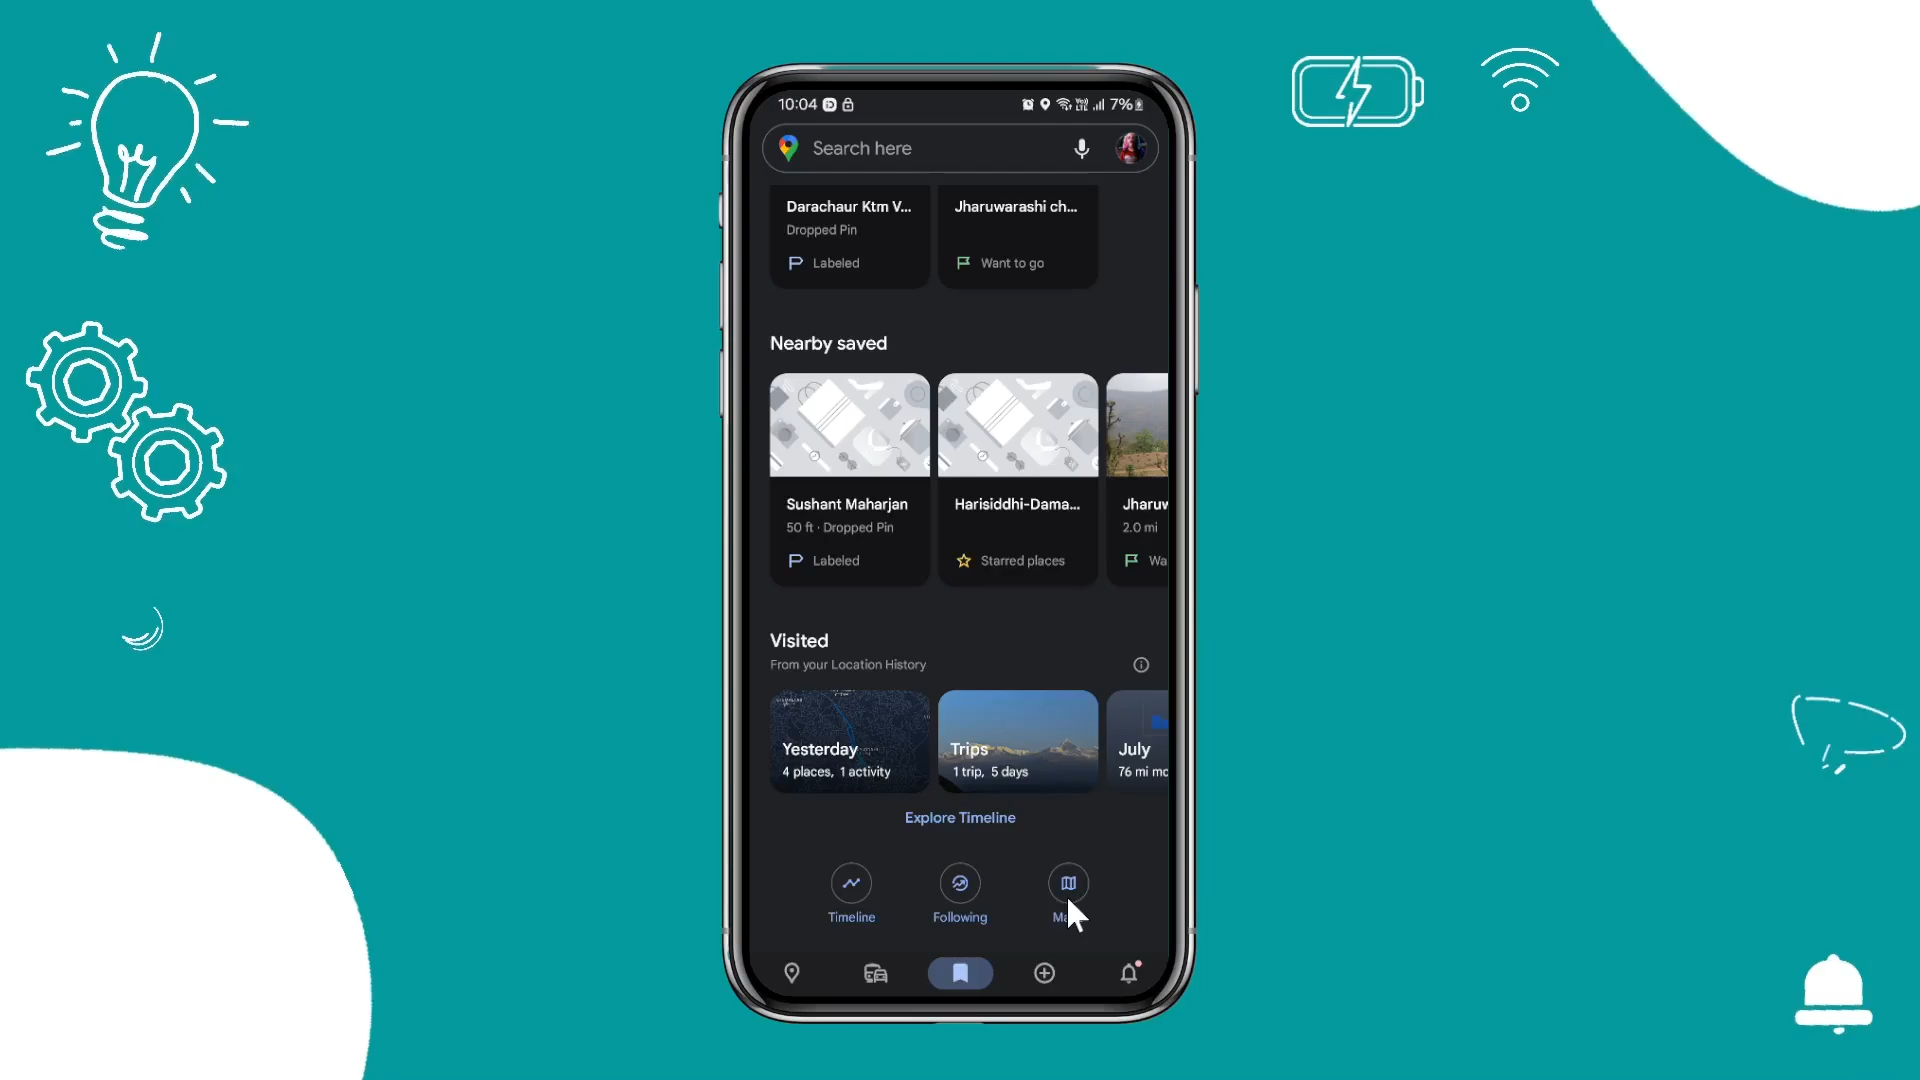 10:04 7%
Search here
Darachaur Ktm V... Jharuwarashi ch...
Dropped Pin
Labeled Want to go
Nearby saved
Sushant Maharjan Harisiddhi-Dama... Jharuw
50 ft · Dropped Pin 2.0 mi
Labeled Starred places Wa
Visited
From your Location History
Yesterday Trips July
4 places, 1 activity 1 trip, 5 days 76 mi mo
Explore Timeline
Timeline Following